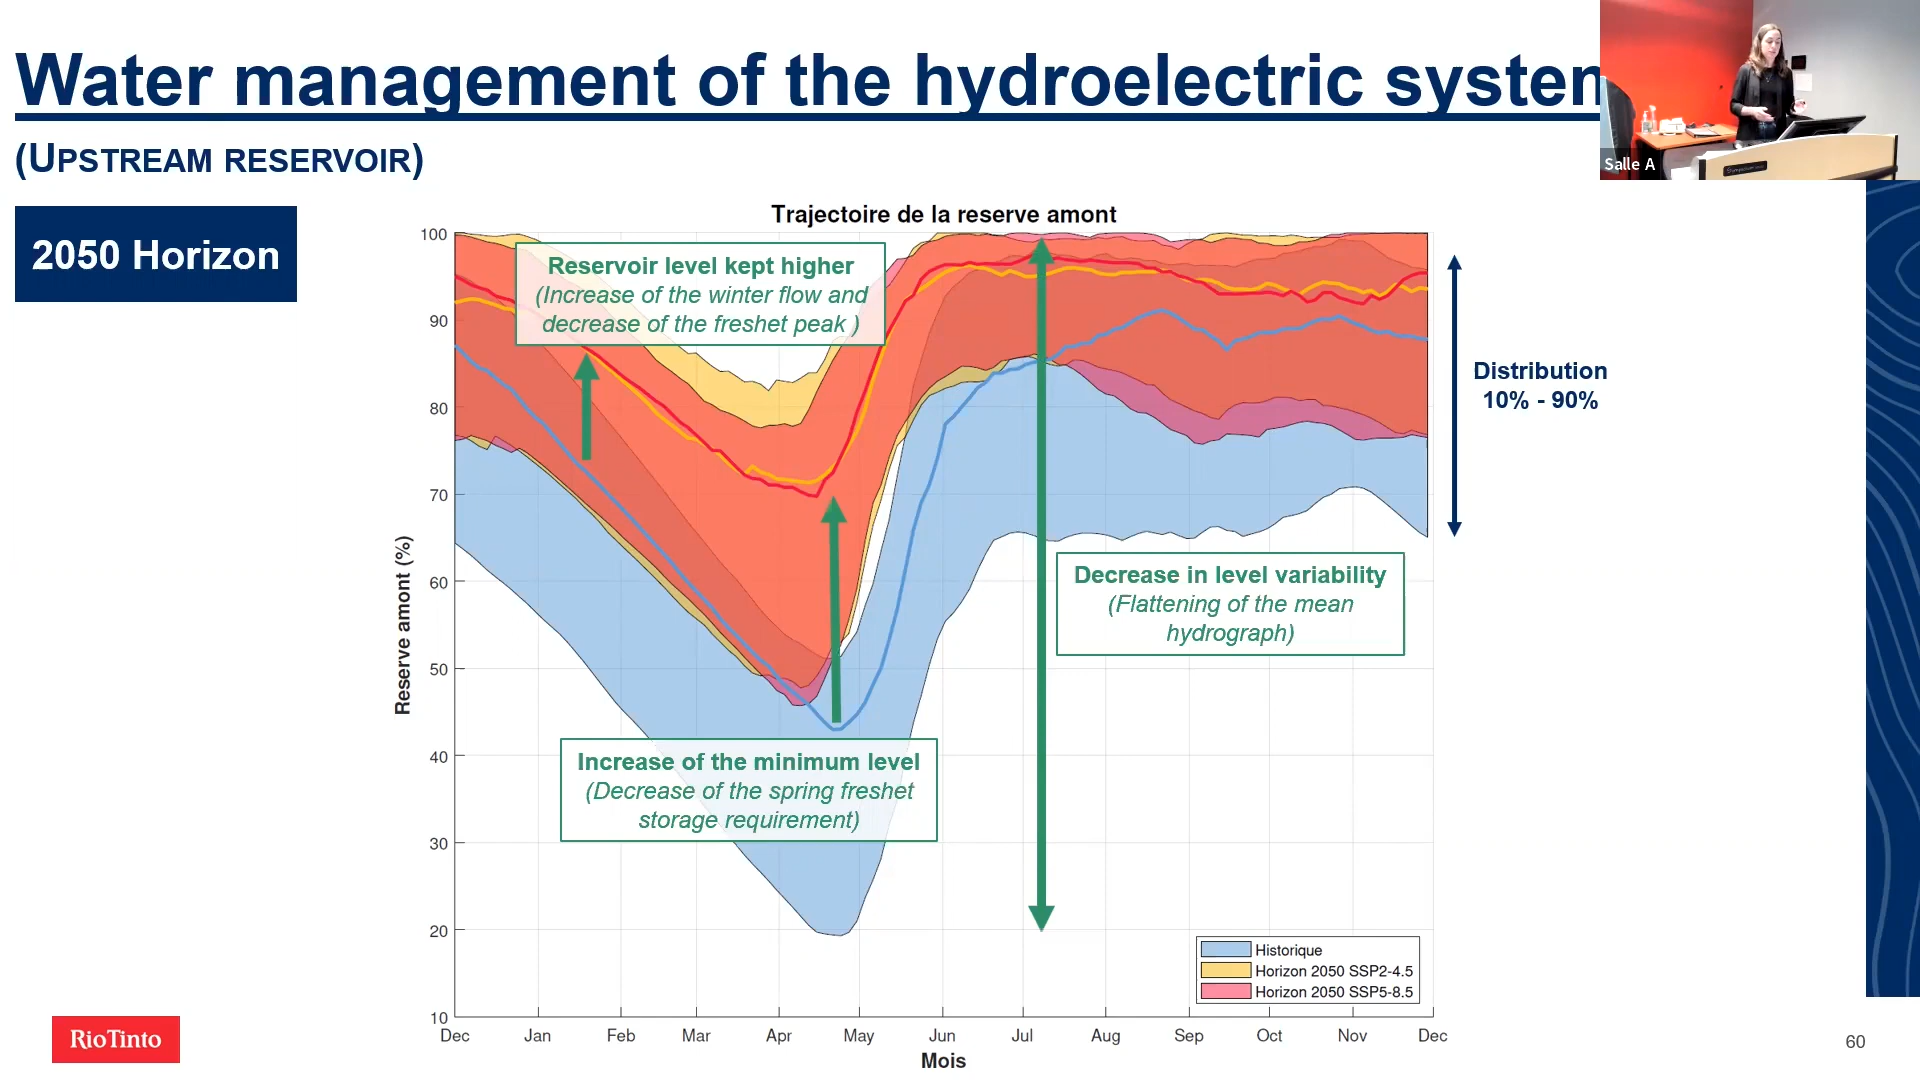 Water management of the hydroelectric system
(UPSTREAM RESERVOIR)
Salle A
2050 Horizon
Trajectoire de la reserve amont
Reservoir level kept higher
(Increase of the winter flow and
decrease of the freshet peak )
Distribution
10% - 90%
Decrease in level variability
(Flattening of the mean
hydrograph)
Increase of the minimum level
(Decrease of the spring freshet
storage requirement)
Reserve amont (%)
100
90
80
70
60
50
40
30
20
10
Historique
Horizon 2050 SSP2-4.5
Horizon 2050 SSP5-8.5
Dec Jan Feb Mar Apr May Jun Jul Aug Sep Oct Nov Dec
Mois
RioTinto
60